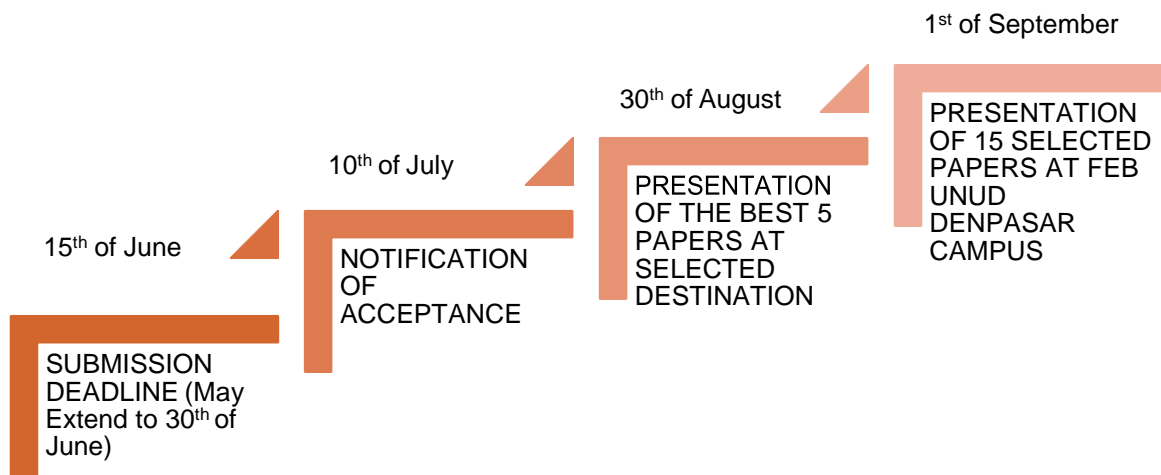 15th of June
SUBMISSION
DEADLINE (May
Extend to 30th of
June)
10th of July
NOTIFICATION
OF
ACCEPTANCE
30th of August
PRESENTATION
OF THE BEST 5
PAPERS AT
SELECTED
DESTINATION
1st of September
PRESENTATION
OF 15 SELECTED
PAPERS AT FEB
UNUD
DENPASAR
CAMPUS